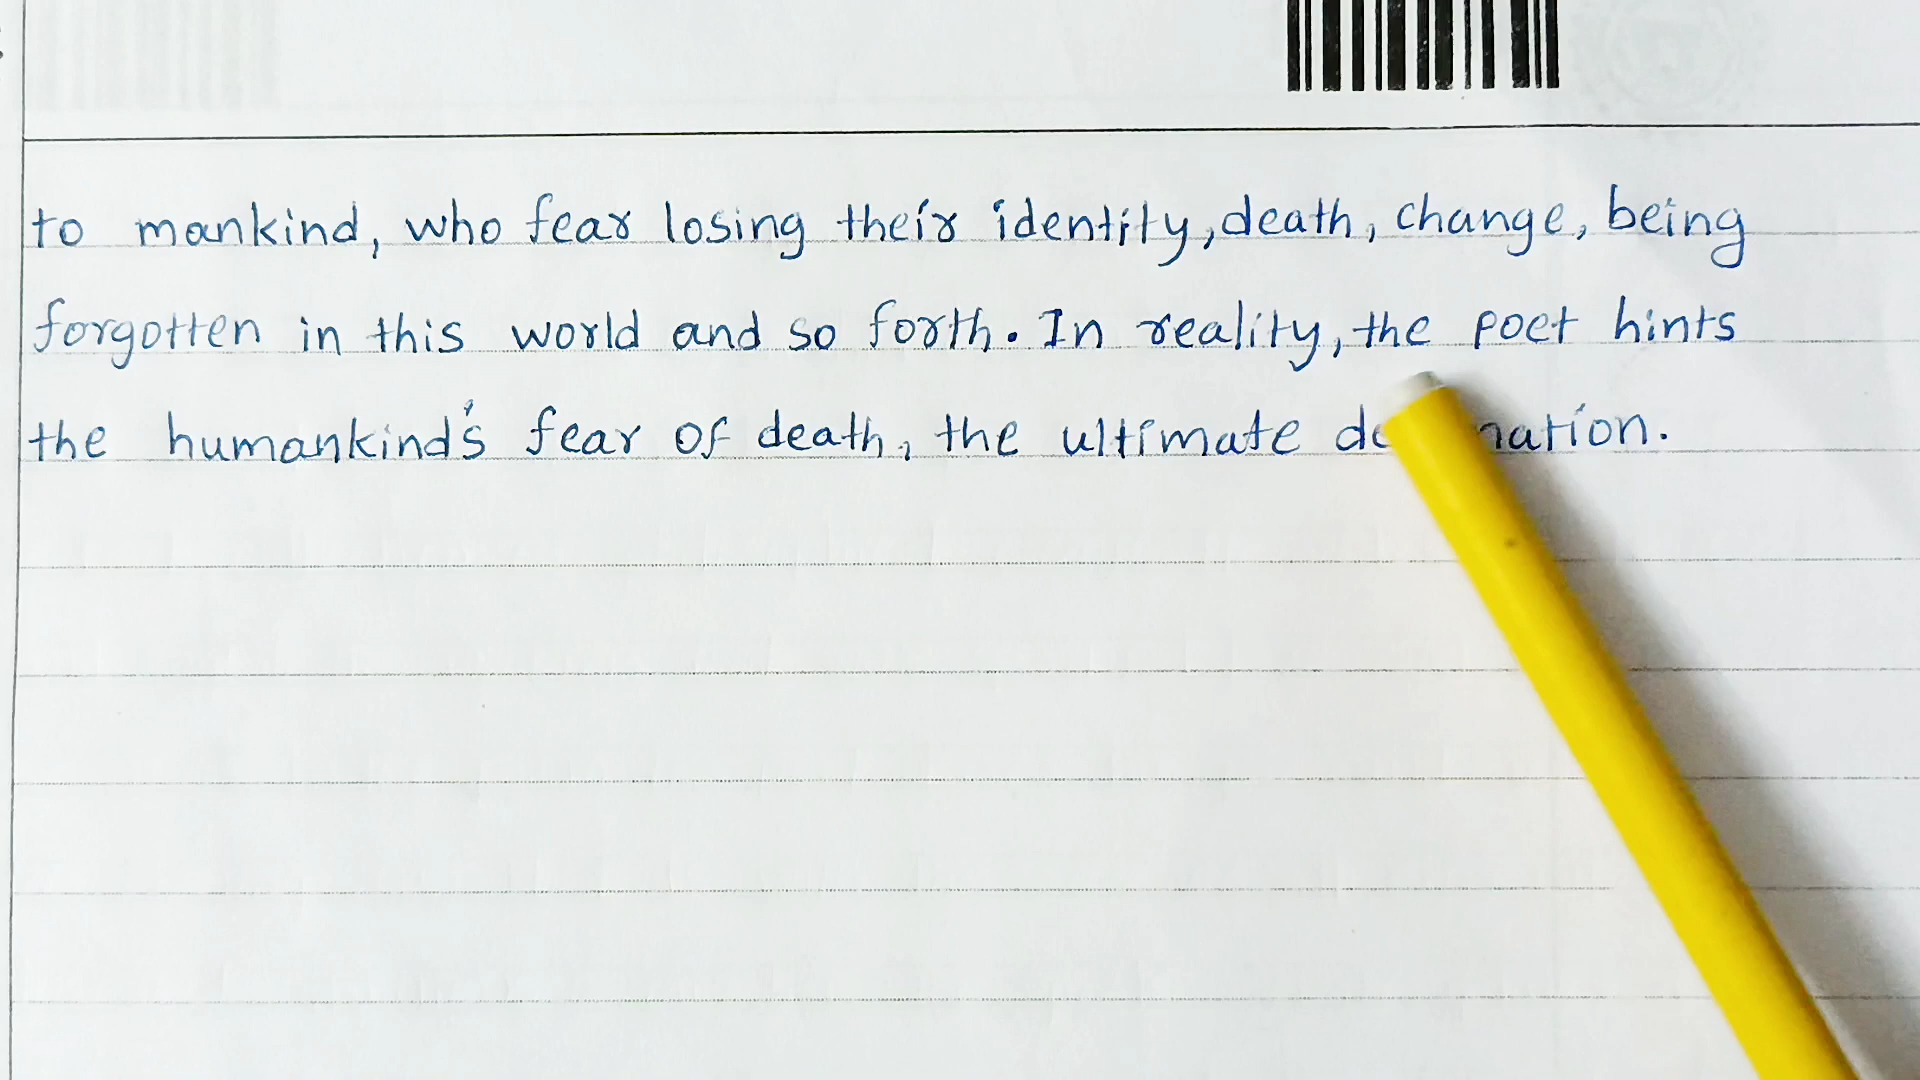 to mankind, who fear losing their identity, death, change, being
forgotten in this world and so forth. In reality, the poet hints
the humankind's fear of death, the ultimate